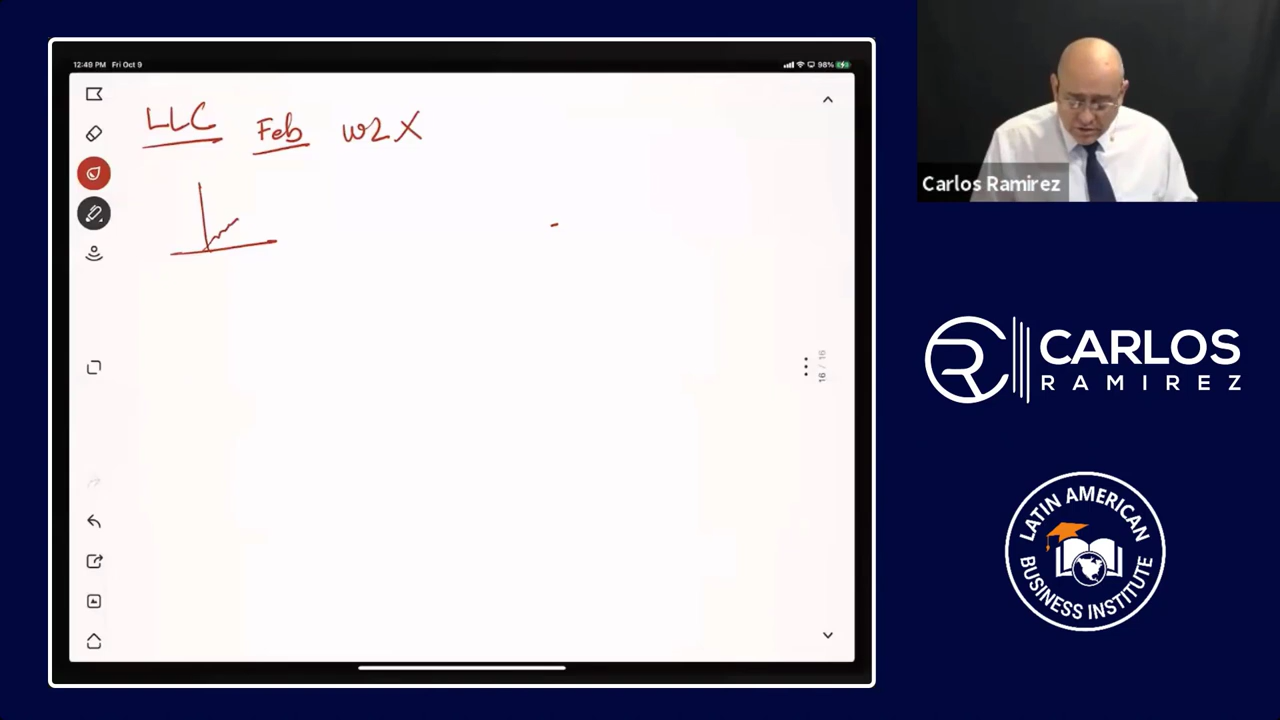 12:49 PM Fri Oct 9
98%
LLC Feb W2 X
16 / 16
Carlos Ramirez
CARLOS
RAMIREZ
LATIN AMERICAN
BUSINESS INSTITUTE